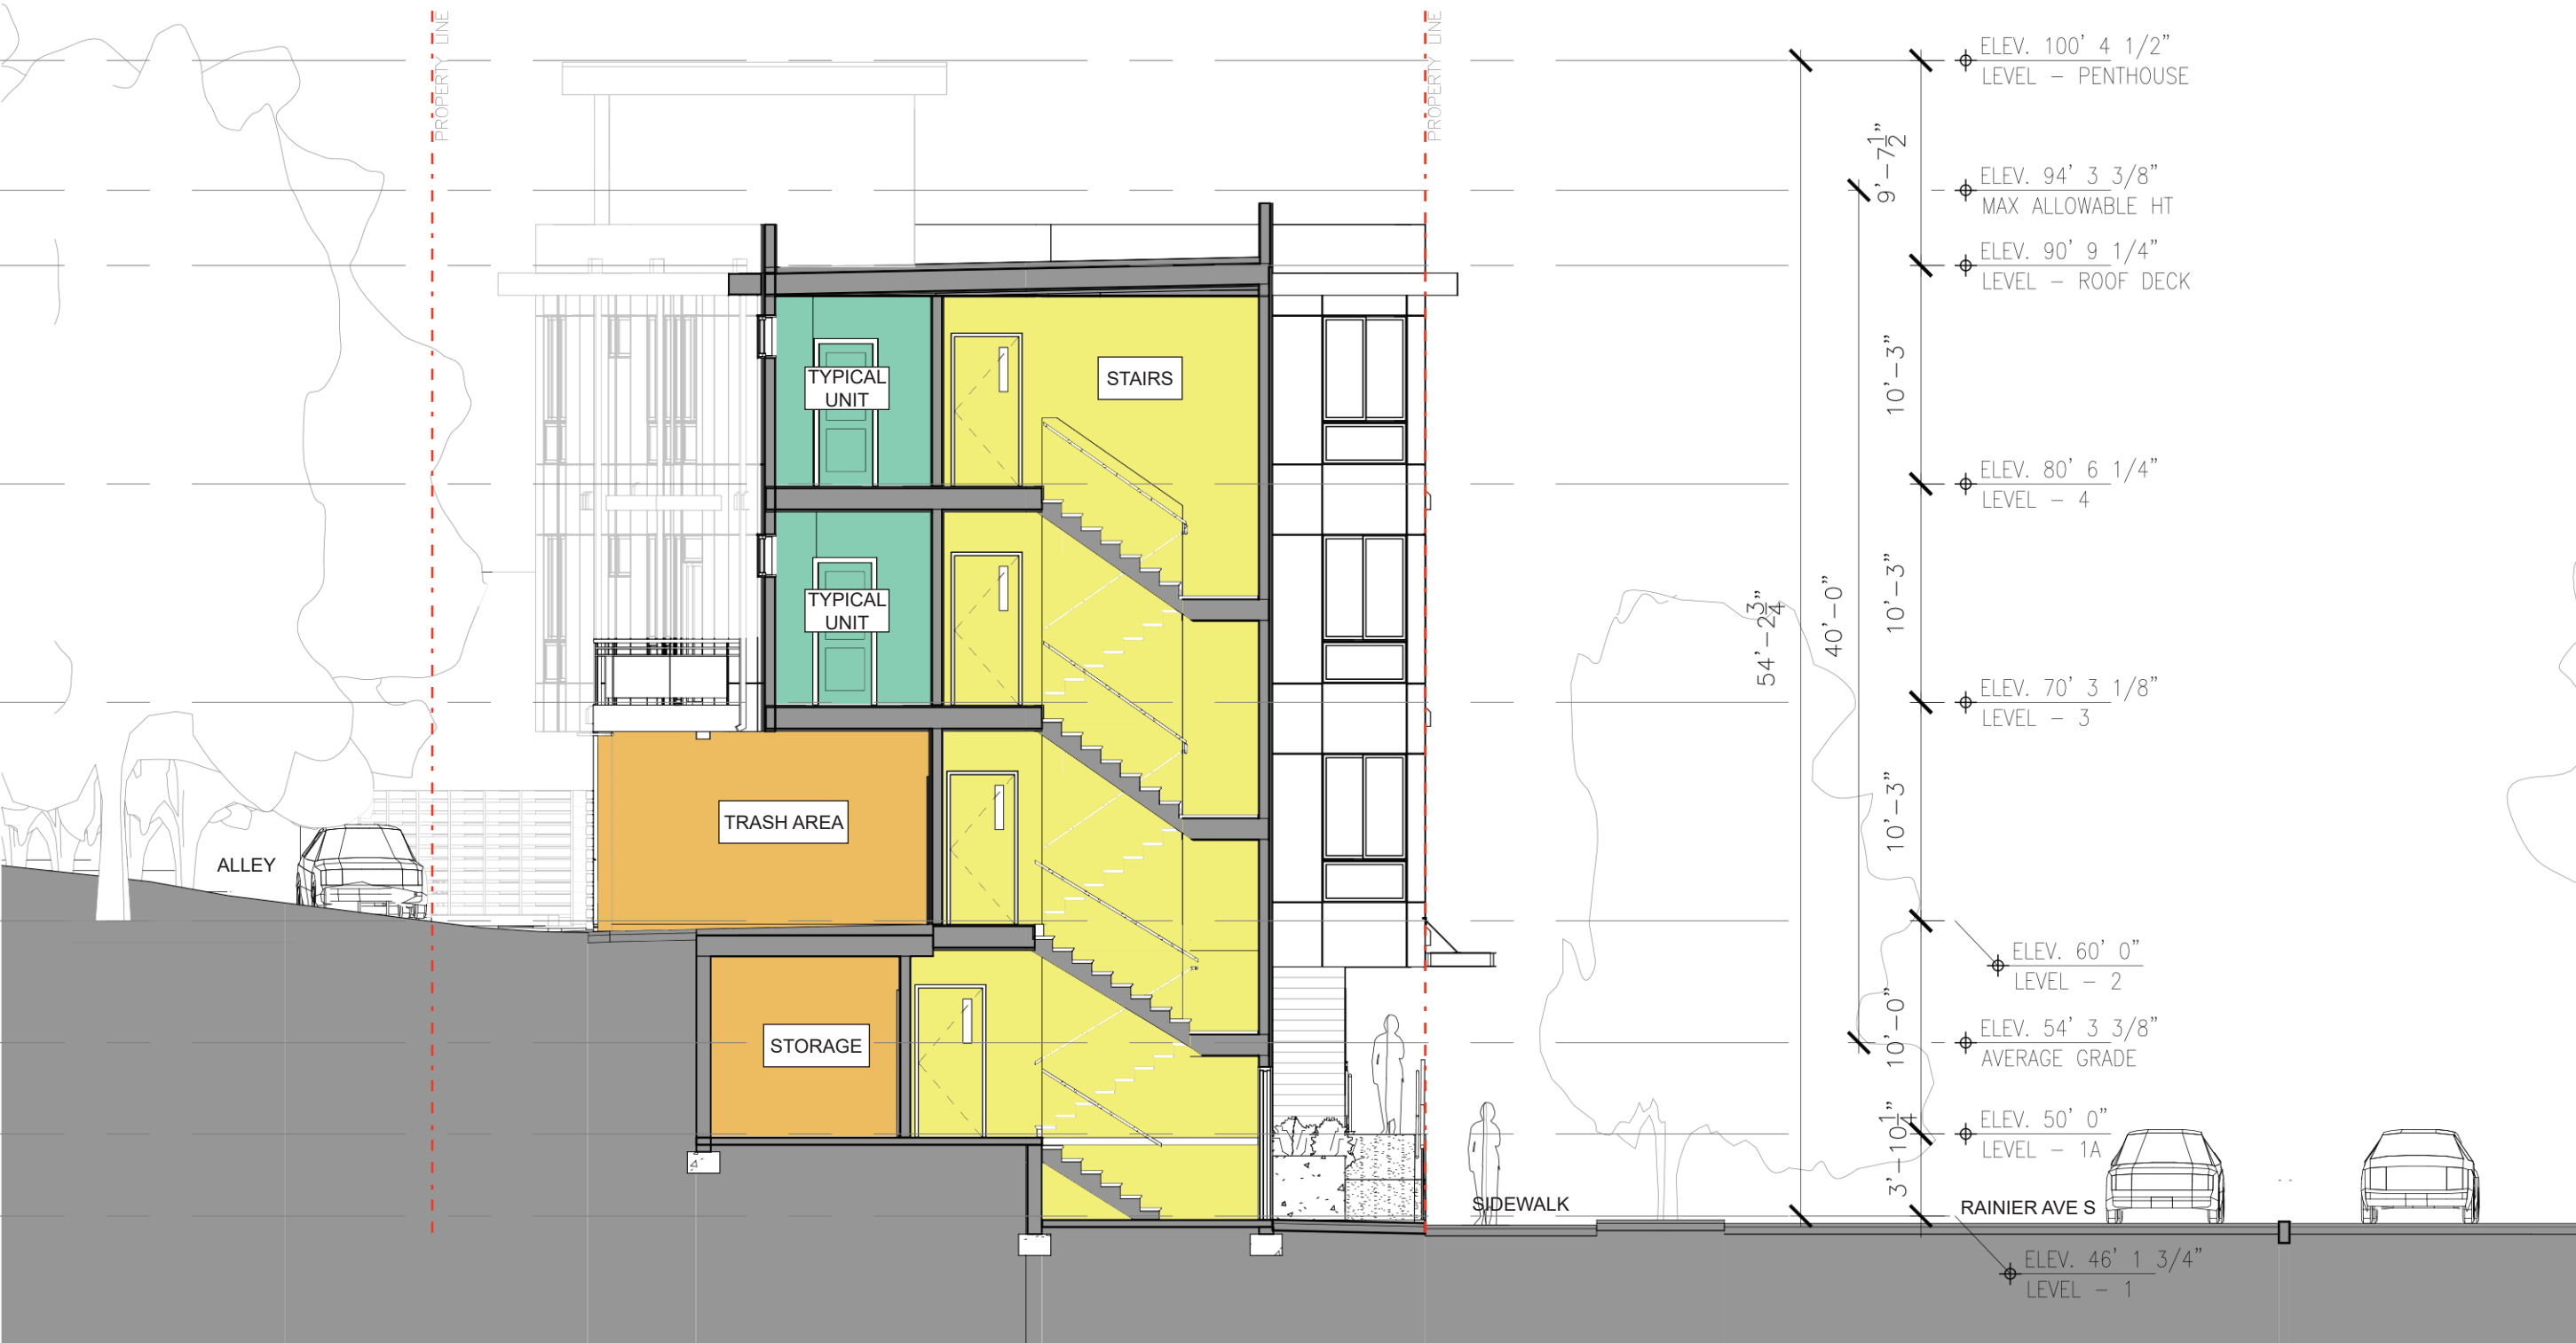 PROPERTY LINE
PROPERTY LINE
ELEV. 100' 4 1/2"
LEVEL – PENTHOUSE
9'-7 1/2"
ELEV. 94' 3 3/8"
MAX ALLOWABLE HT
ELEV. 90' 9 1/4"
LEVEL – ROOF DECK
10'-3"
TYPICAL
UNIT
STAIRS
ELEV. 80' 6 1/4"
LEVEL – 4
54'-2 3/4"
40'-0"
10'-3"
TYPICAL
UNIT
ELEV. 70' 3 1/8"
LEVEL – 3
10'-3"
TRASH AREA
ALLEY
ELEV. 60' 0"
LEVEL – 2
10'-0"
STORAGE
ELEV. 54' 3 3/8"
AVERAGE GRADE
3'-10 1/4"
ELEV. 50' 0"
LEVEL – 1A
SIDEWALK
RAINIER AVE S
ELEV. 46' 1 3/4"
LEVEL – 1